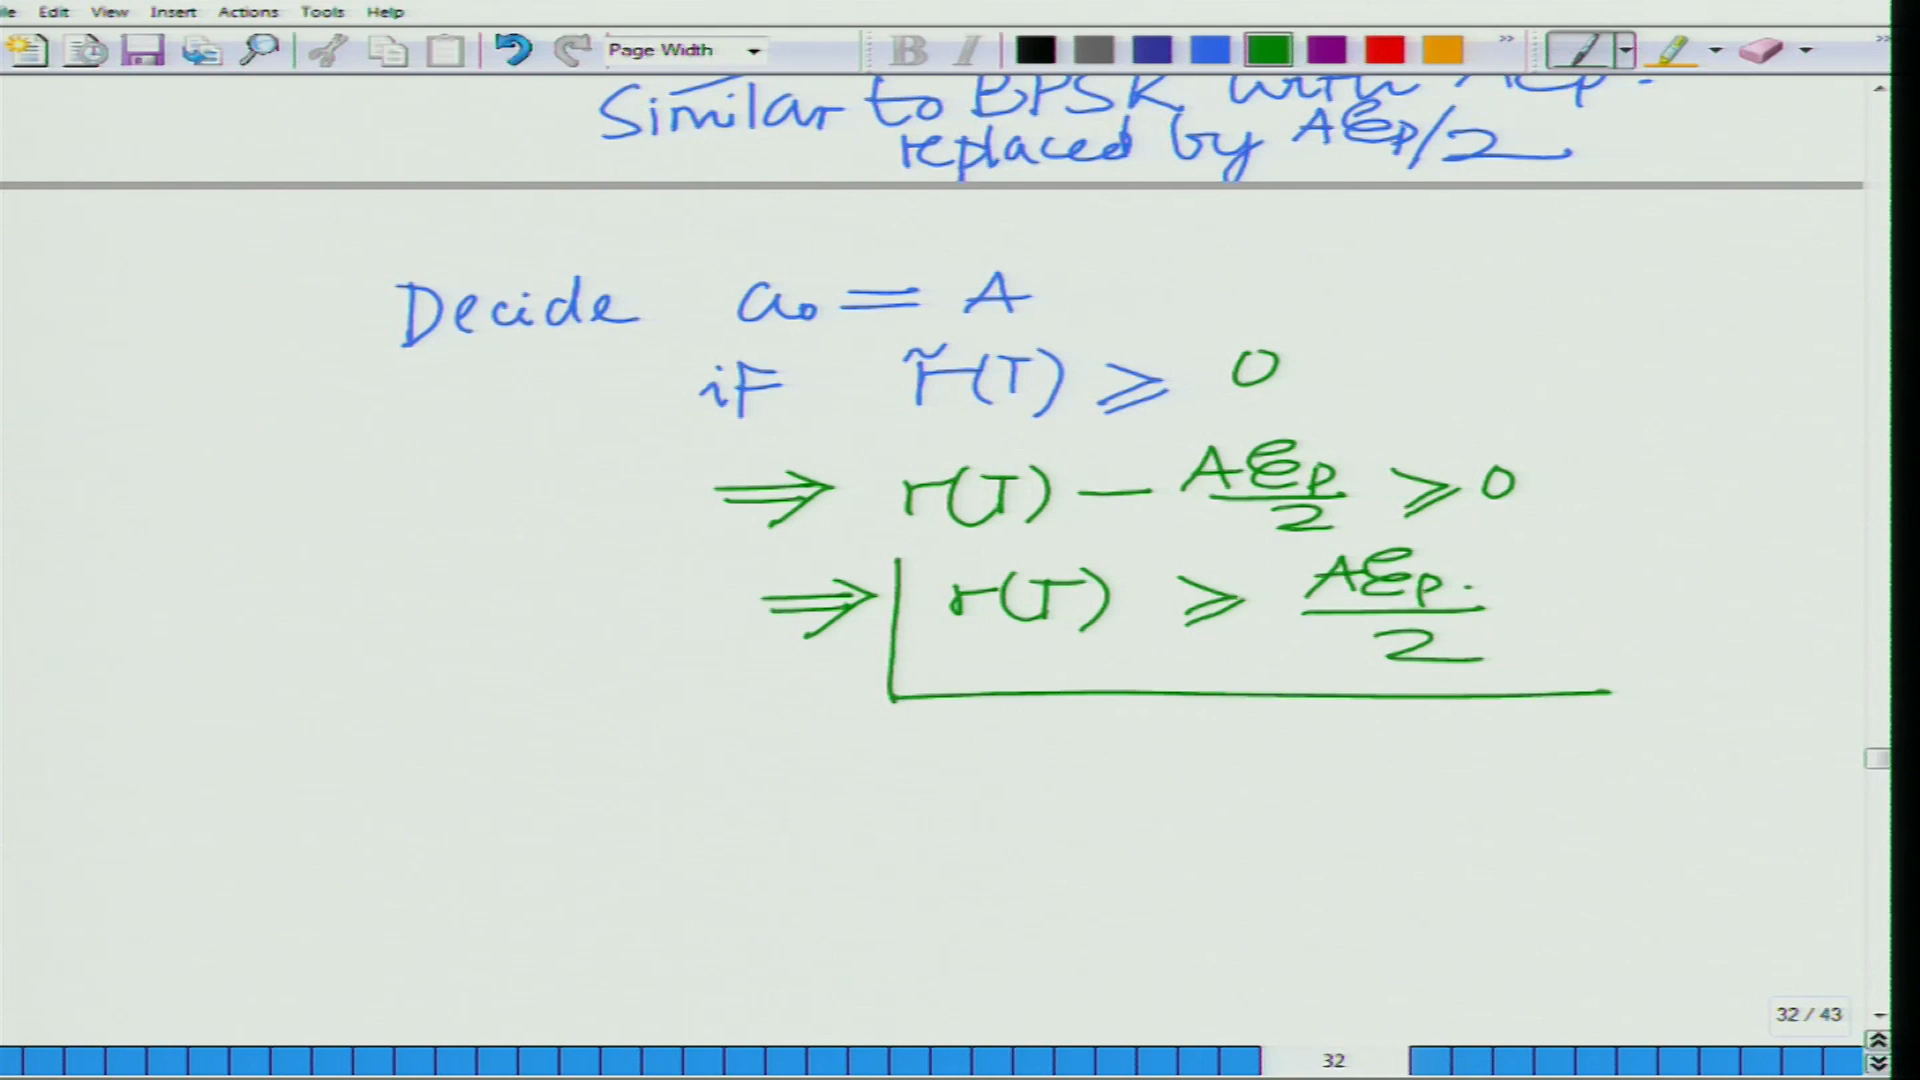 Edit View Insert Actions Tools Help
Page Width
B I
Similar to BPSK with AEp.
replaced by AEp/2
Decide a₀ = A
if r̃(T) ⩾ 0
⇒ r(T) − AEp/2 ⩾ 0
⇒ r(T) ⩾ AEp./2
32 / 43
32